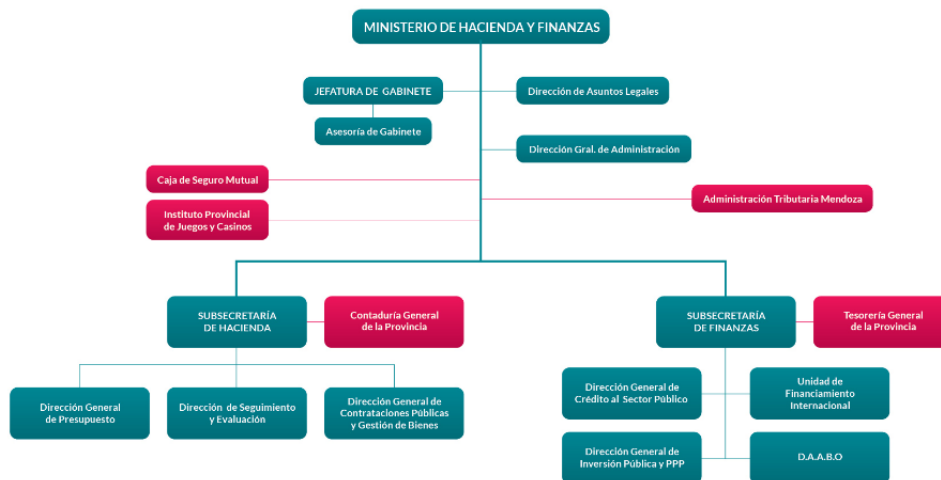 MINISTERIO DE HACIENDA Y FINANZAS
JEFATURA DE GABINETE
Dirección de Asuntos Legales
Asesoría de Gabinete
Dirección Gral. de Administración
Caja de Seguro Mutual
Administración Tributaria Mendoza
Instituto Provincial
de Juegos y Casinos
SUBSECRETARÍA
DE HACIENDA
Contaduría General
de la Provincia
SUBSECRETARÍA
DE FINANZAS
Tesorería General
de la Provincia
Dirección General
de Presupuesto
Dirección de Seguimiento
y Evaluación
Dirección General de
Contrataciones Públicas
y Gestión de Bienes
Dirección General de
Crédito al Sector Público
Unidad de
Financiamiento
Internacional
Dirección General de
Inversión Pública y PPP
D.A.A.B.O